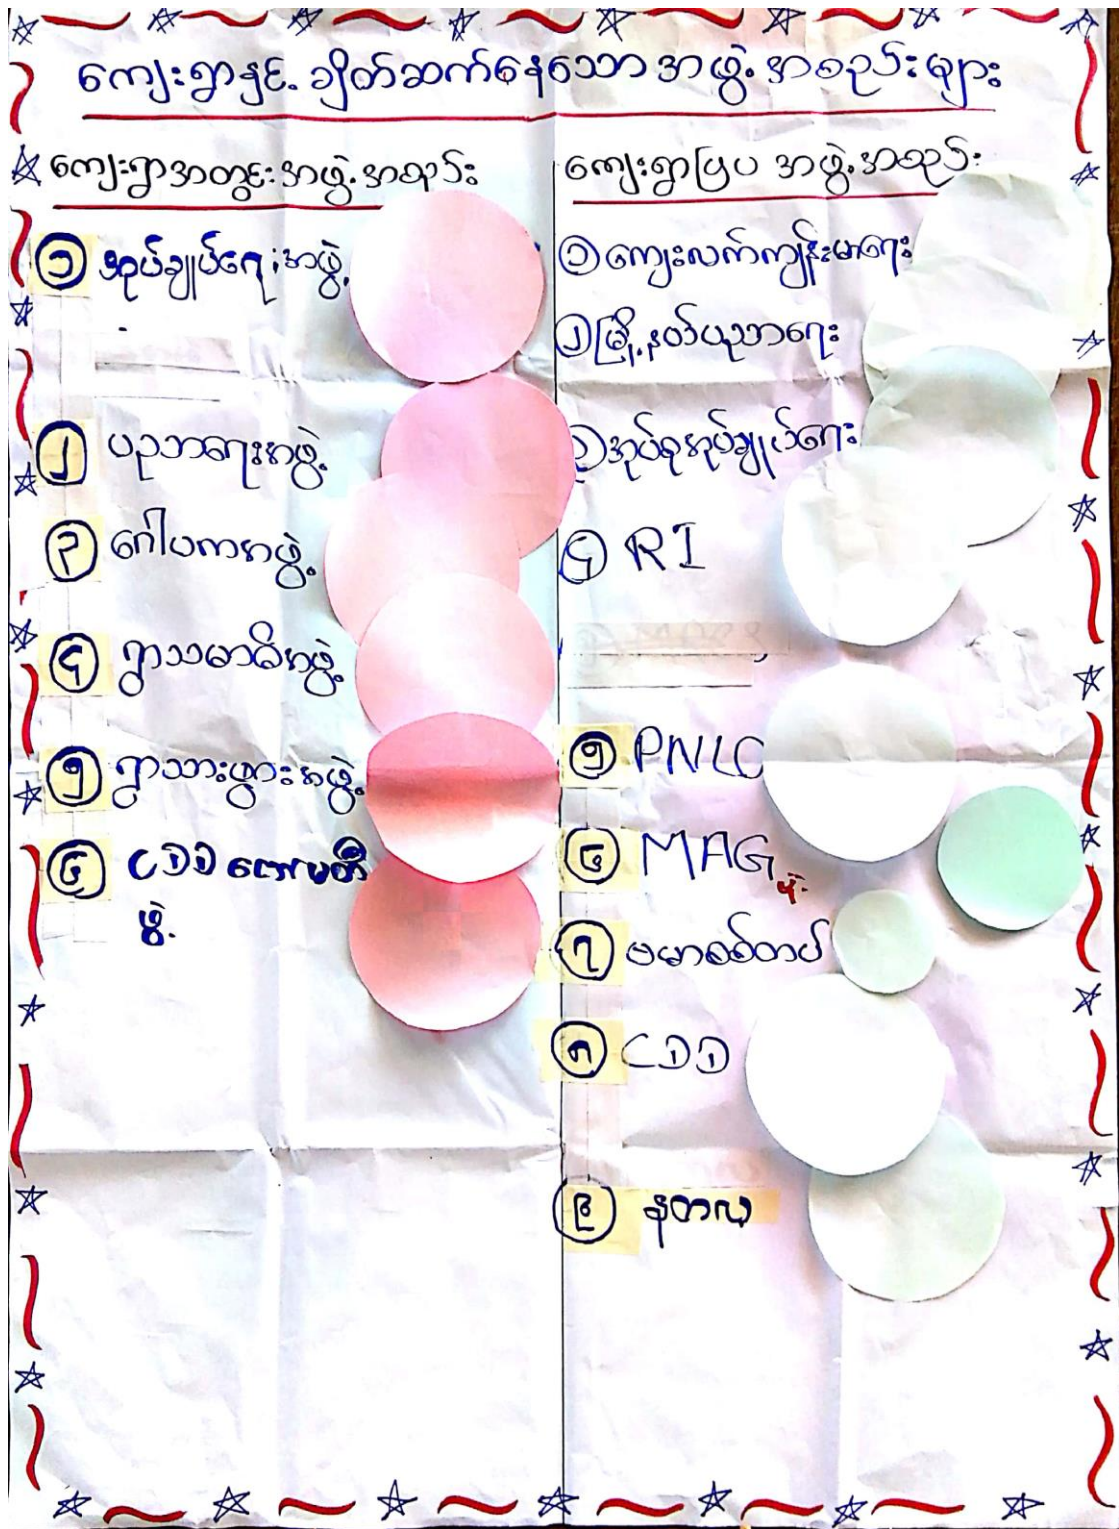 ကျေးရွာနှင့် ချိတ်ဆက်နေသော အဖွဲ့အစည်းများ
ကျေးရွာအတွင်းအဖွဲ့အစည်း
၁ အုပ်ချုပ်ရေးအဖွဲ့
၂ ပညာရေးအဖွဲ့
၃ ဂေါပကအဖွဲ့
၄ ရွာသမာဓိအဖွဲ့
၅ ရွာသားဖွားအဖွဲ့
၆ CDD ကော်မတီ
ဖွဲ့
ကျေးရွာပြပ အဖွဲ့အစည်း
၁ ကျေးလက်ကျန်းမာရေး
၂ မြို့နယ်ပညာရေး
၃ အုပ်စုအုပ်ချုပ်ရေး
၄ RI
၅ PNLO
၆ MAG
မိုင်း
၇ ဗမာစစ်တပ်
၈ CDD
၉ နတလ